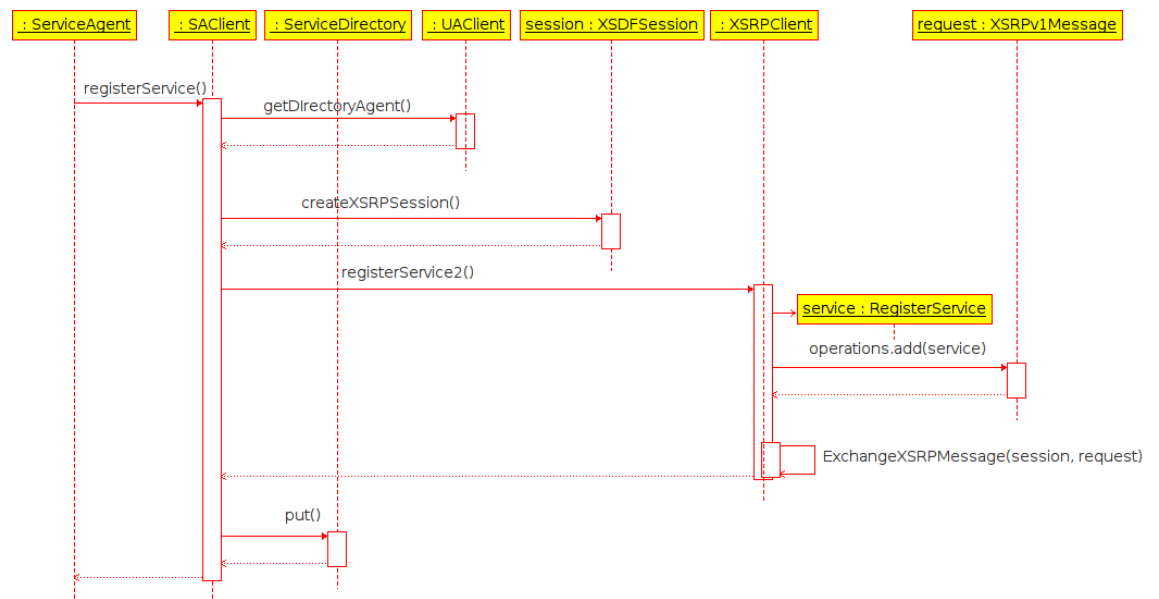 : ServiceAgent
: SAClient
: ServiceDirectory
: UAClient
session : XSDFSession
: XSRPClient
request : XSRPv1Message
registerService()
getDIrectoryAgent()
createXSRPSession()
registerService2()
service : RegisterService
operations.add(service)
ExchangeXSRPMessage(session, request)
put()